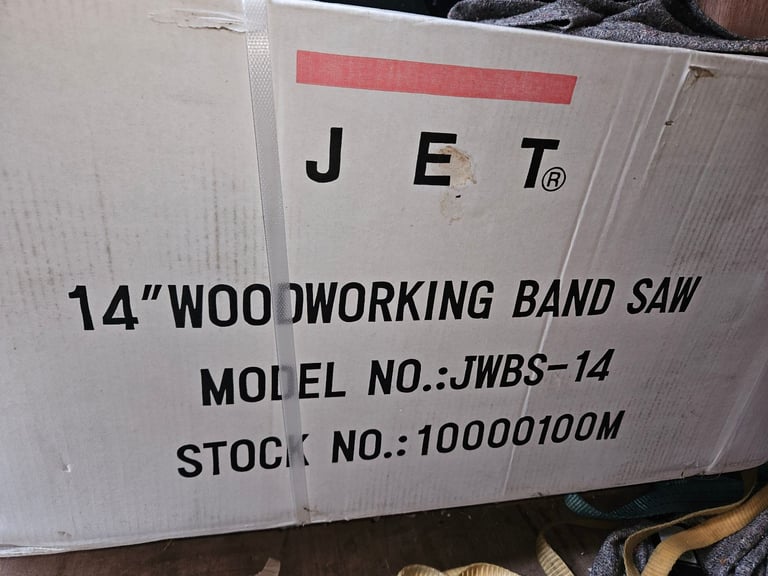 JET®
14" WOODWORKING BAND SAW
MODEL NO.:JWBS-14
STOCK NO.:10000100M